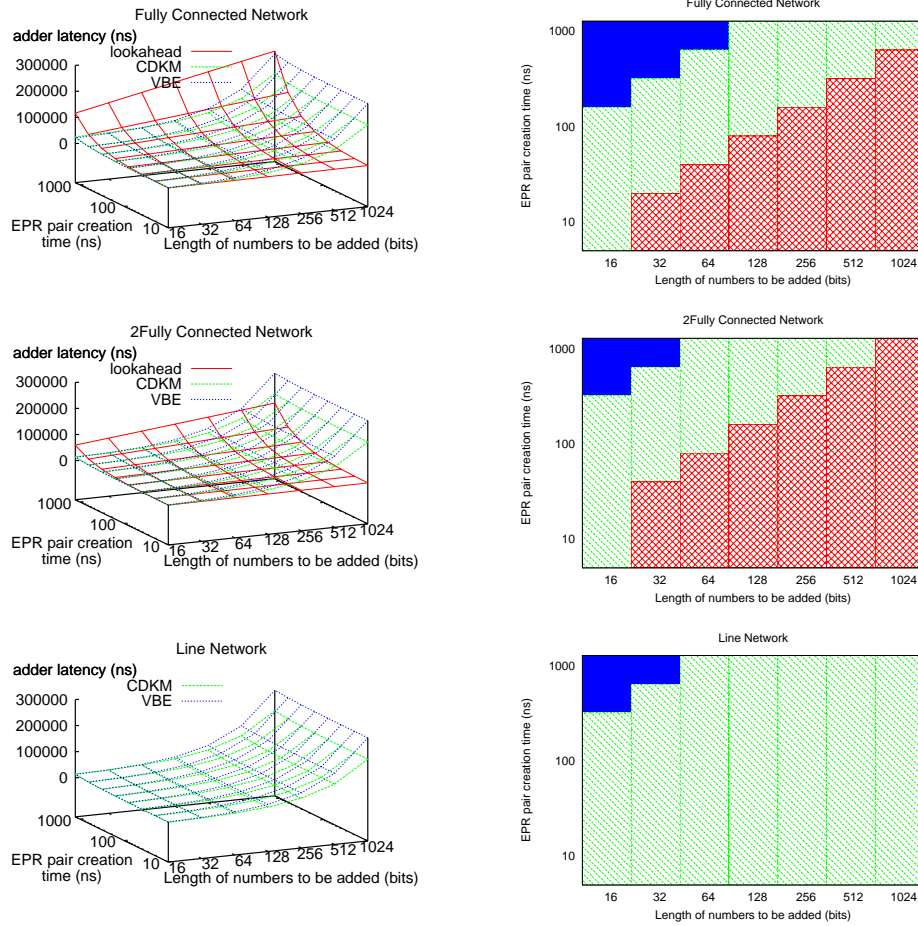 Fully Connected Network
adder latency (ns)
lookahead
CDKM
VBE
300000
200000
100000
0
1000
100
10
EPR pair creation
time (ns)
16 32 64 128 256 512 1024
Length of numbers to be added (bits)
Fully Connected Network
EPR pair creation time (ns)
1000
100
10
16 32 64 128 256 512 1024
Length of numbers to be added (bits)
2Fully Connected Network
adder latency (ns)
lookahead
CDKM
VBE
300000
200000
100000
0
1000
100
10
EPR pair creation
time (ns)
16 32 64 128 256 512 1024
Length of numbers to be added (bits)
2Fully Connected Network
EPR pair creation time (ns)
1000
100
10
16 32 64 128 256 512 1024
Length of numbers to be added (bits)
Line Network
adder latency (ns)
CDKM
VBE
300000
200000
100000
0
1000
100
10
EPR pair creation
time (ns)
16 32 64 128 256 512 1024
Length of numbers to be added (bits)
Line Network
EPR pair creation time (ns)
1000
100
10
16 32 64 128 256 512 1024
Length of numbers to be added (bits)